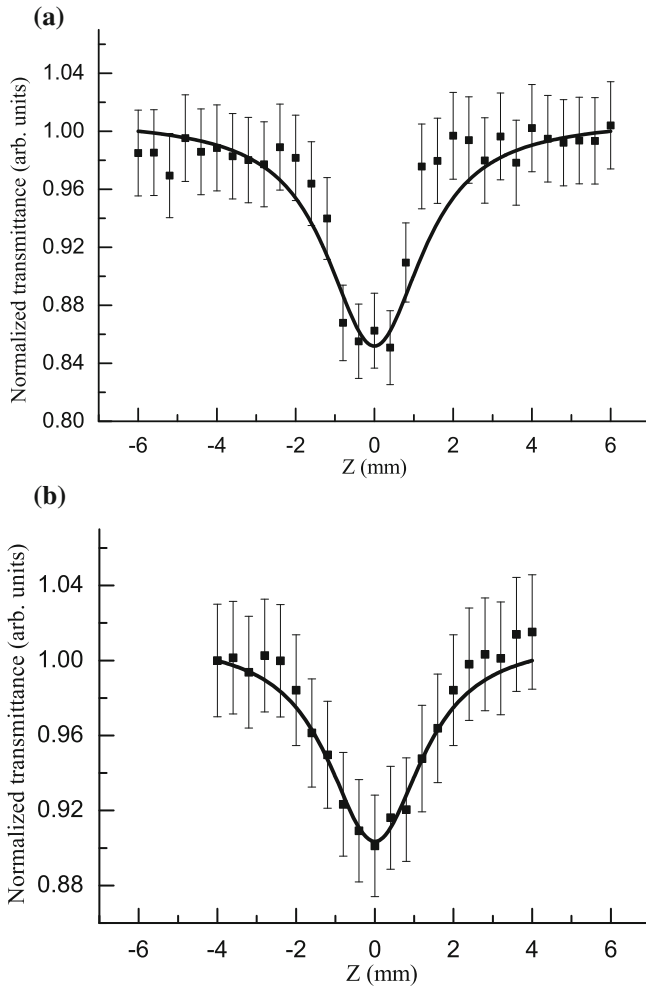 (a)
Normalized transmittance (arb. units)
1.04
1.00
0.96
0.92
0.88
0.84
0.80
-6 -4 -2 0 2 4 6
Z (mm)
(b)
Normalized transmittance (arb. units)
1.04
1.00
0.96
0.92
0.88
-6 -4 -2 0 2 4 6
Z (mm)